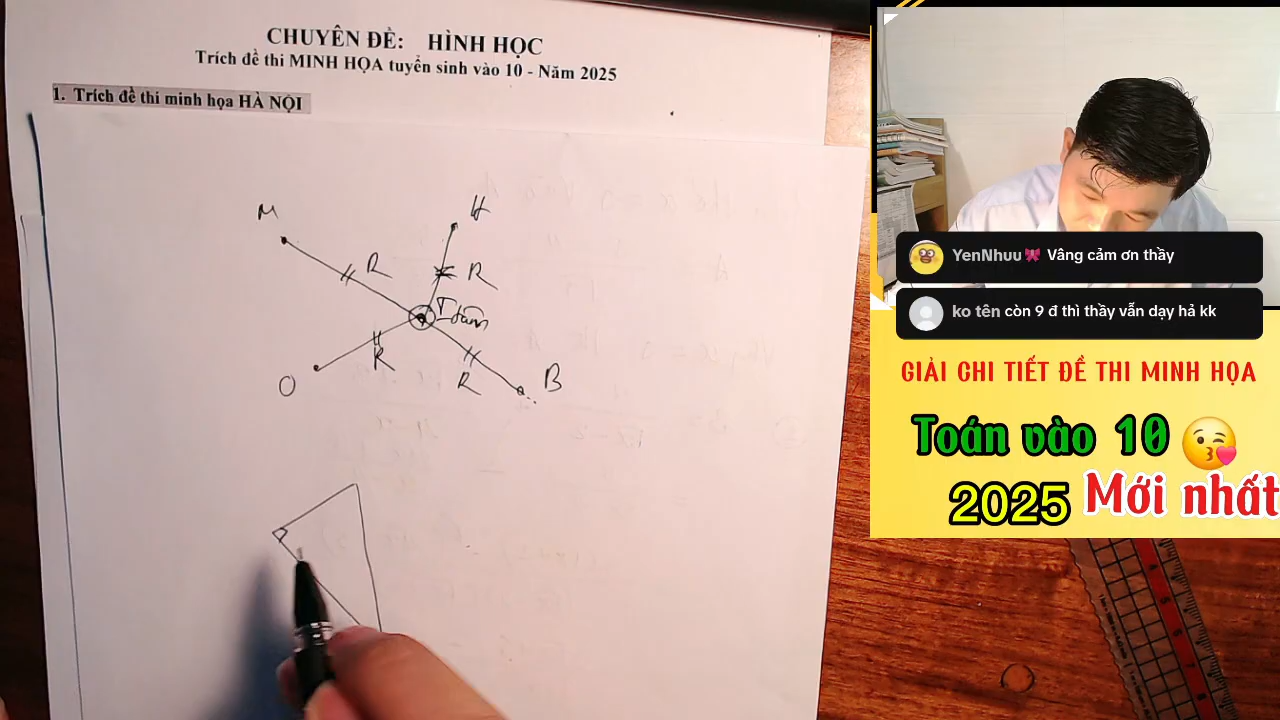 CHUYÊN ĐỀ: HÌNH HỌC
Trích đề thi MINH HỌA tuyển sinh vào 10 - Năm 2025
1. Trích đề thi minh họa HÀ NỘI
M
H
R
R
I tâm
R
R
O
B
YenNhuu🎀 Vâng cảm ơn thầy
ko tên còn 9 đ thì thầy vẫn dạy hả kk
GIẢI CHI TIẾT ĐỀ THI MINH HỌA
Toán vào 10 😘
2025 Mới nhất